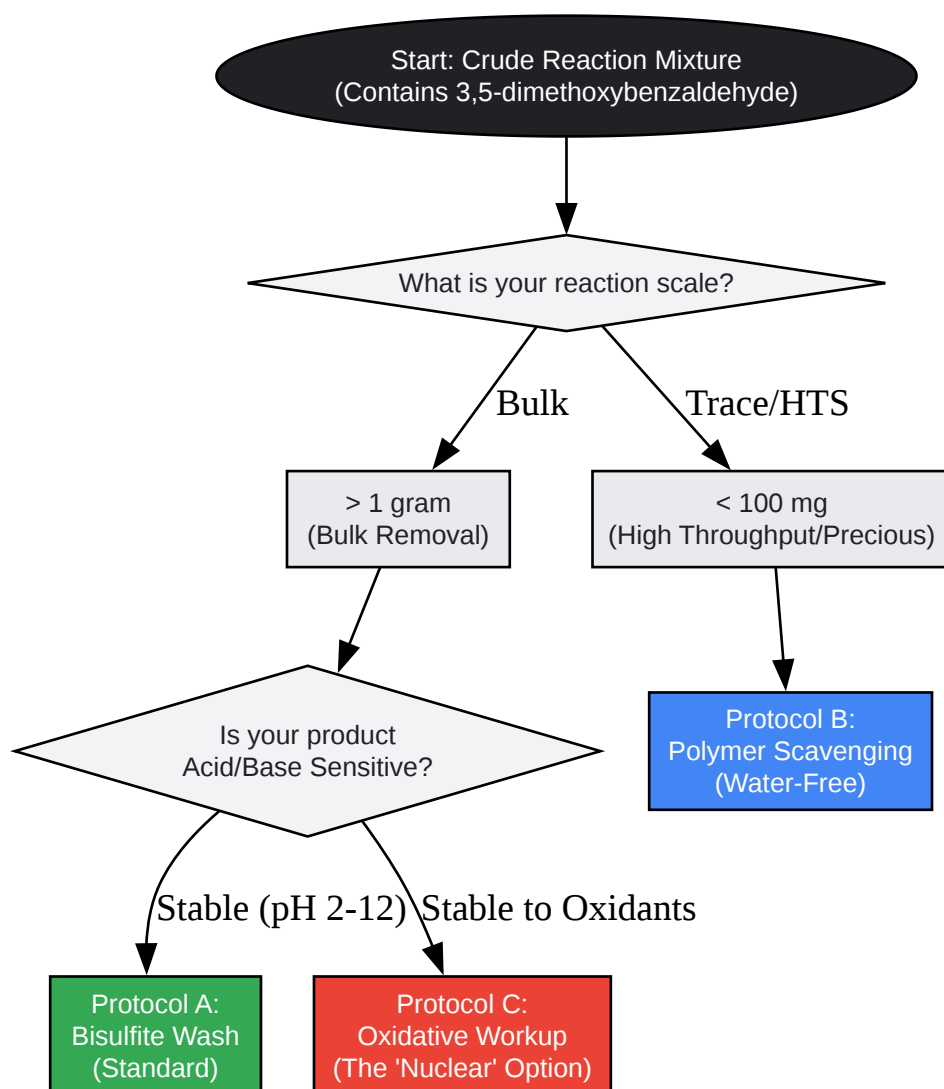 Start: Crude Reaction Mixture
(Contains 3,5-dimethoxybenzaldehyde)
What is your reaction scale?
Bulk
Trace/HTS
> 1 gram
(Bulk Removal)
< 100 mg
(High Throughput/Precious)
Is your product
Acid/Base Sensitive?
Protocol B:
Polymer Scavenging
(Water-Free)
Stable (pH 2-12)
Stable to Oxidants
Protocol A:
Bisulfite Wash
(Standard)
Protocol C:
Oxidative Workup
(The 'Nuclear' Option)